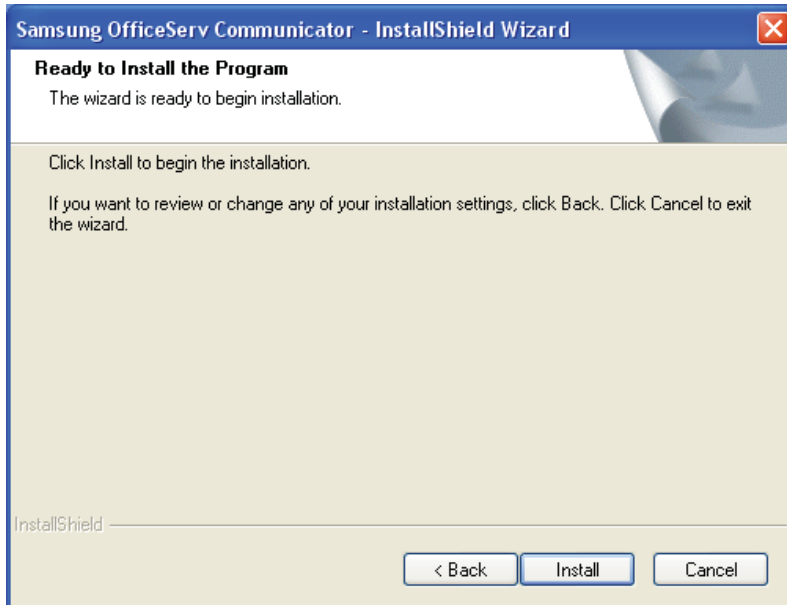 Samsung OfficeServ Communicator - InstallShield Wizard
Ready to Install the Program
The wizard is ready to begin installation.
Click Install to begin the installation.
If you want to review or change any of your installation settings, click Back. Click Cancel to exit
the wizard.
InstallShield
< Back Install Cancel